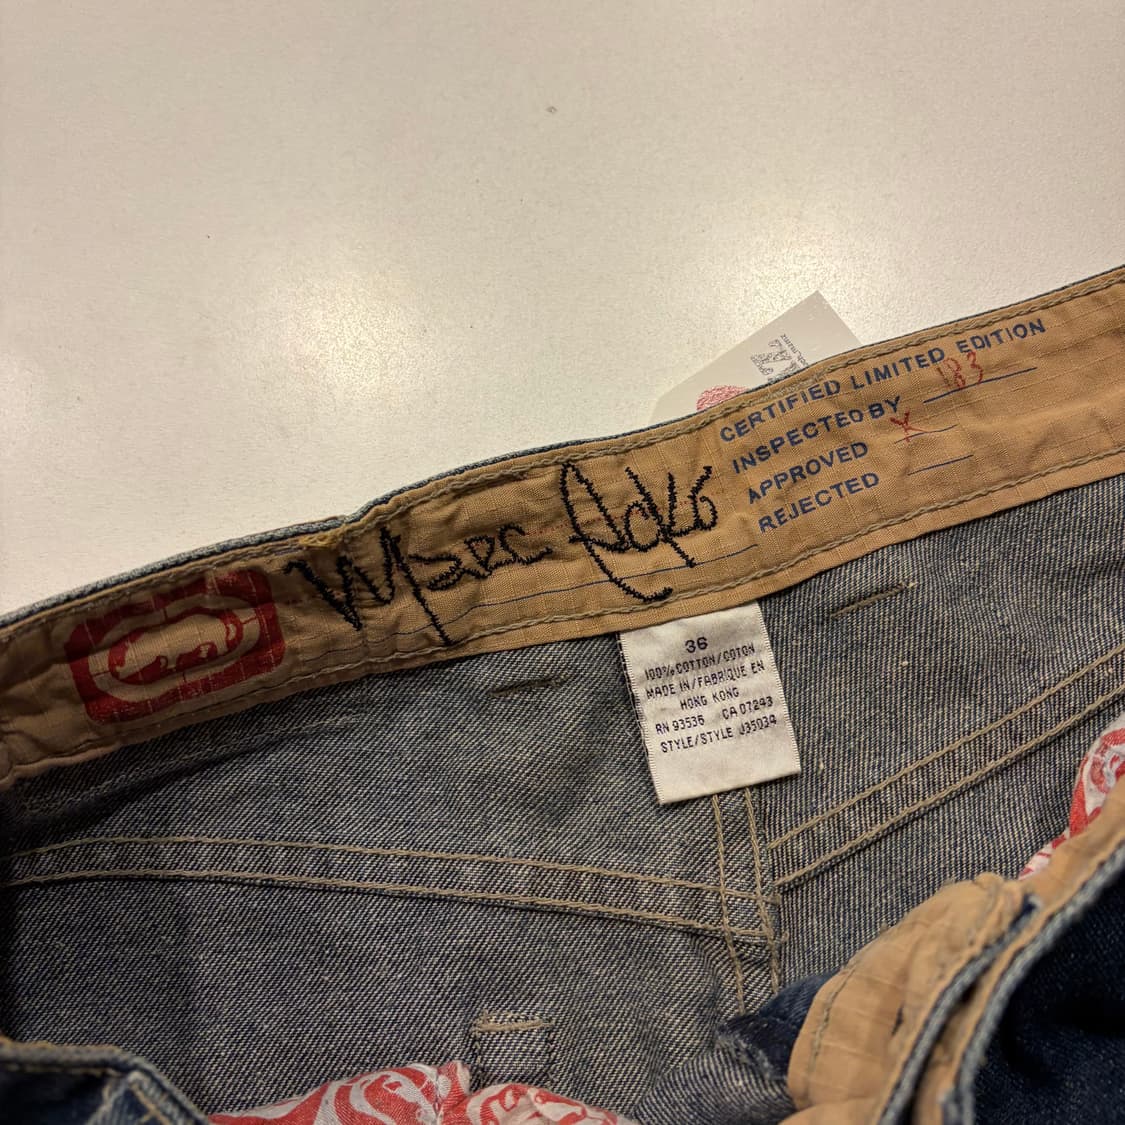 Marc Ecko
CERTIFIED LIMITED EDITION
INSPECTED BY 183
APPROVED X
REJECTED
36
100% COTTON/COTON
MADE IN/FABRIQUE EN
HONG KONG
RN 93536 CA 07243
STYLE/STYLE J35034